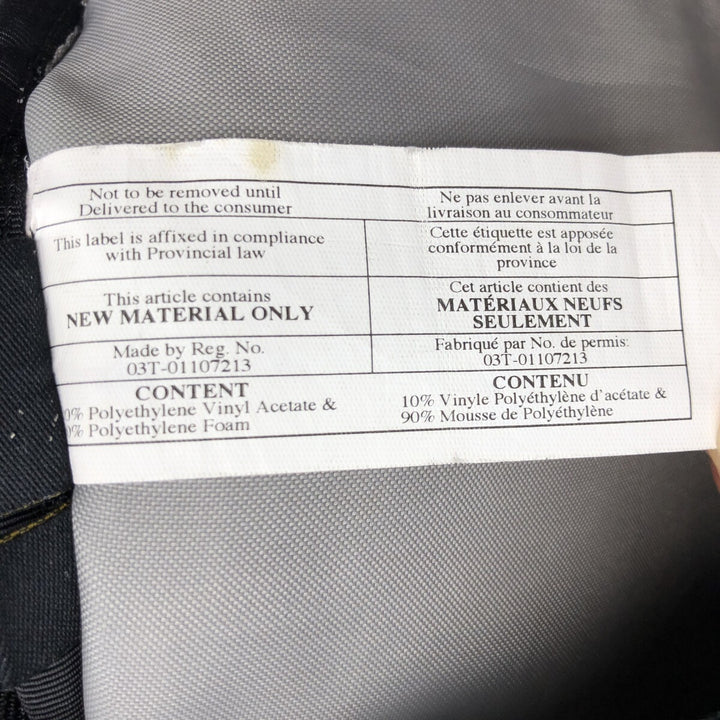 Not to be removed until
Delivered to the consumer
This label is affixed in compliance
with Provincial law
This article contains
NEW MATERIAL ONLY
Made by Reg. No.
03T-01107213
CONTENT
0% Polyethylene Vinyl Acetate &
% Polyethylene Foam
Ne pas enlever avant la
livraison au consommateur
Cette étiquette est apposée
conformément à la loi de la
province
Cet article contient des
MATÉRIAUX NEUFS
SEULEMENT
Fabriqué par No. de permis:
03T-01107213
CONTENU
10% Vinyle Polyéthylène d'acétate &
90% Mousse de Polyéthylène